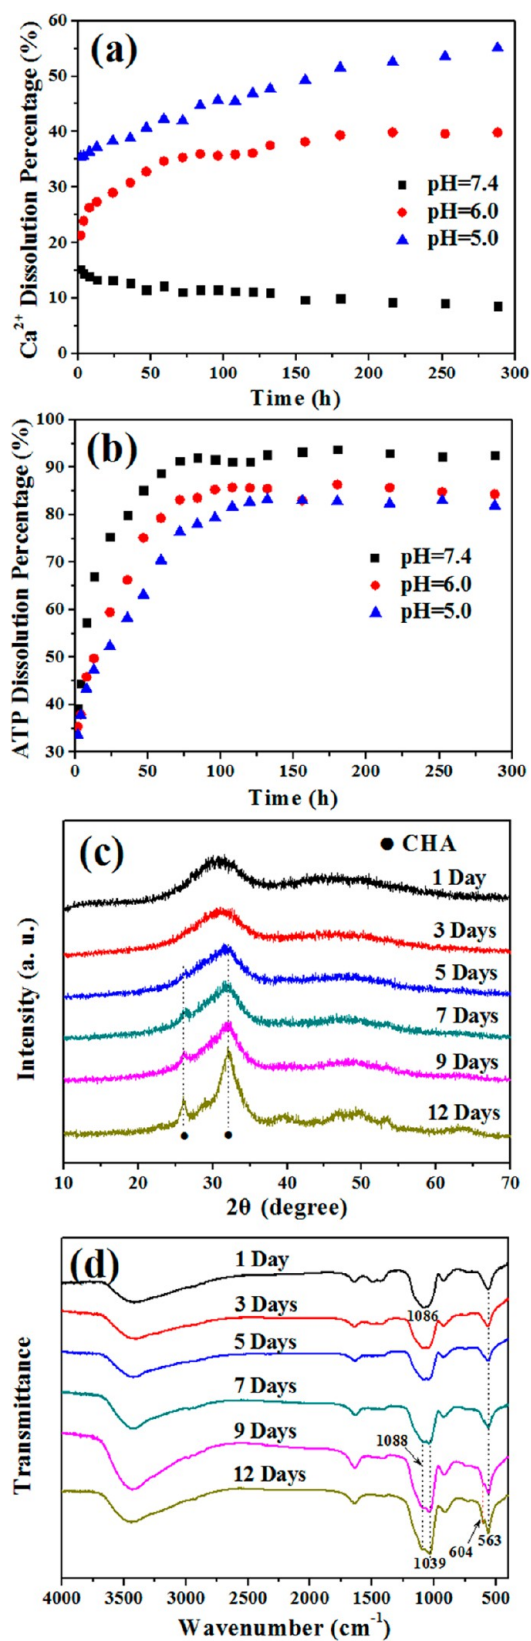 (a)
Ca2+ Dissolution Percentage (%)
60
50
40
30
20
10
0
pH=7.4
pH=6.0
pH=5.0
0 50 100 150 200 250 300
Time (h)
(b)
ATP Dissolution Percentage (%)
100
90
80
70
60
50
40
30
pH=7.4
pH=6.0
pH=5.0
0 50 100 150 200 250 300
Time (h)
(c)
● CHA
Intensity (a. u.)
1 Day
3 Days
5 Days
7 Days
9 Days
12 Days
10 20 30 40 50 60 70
2θ (degree)
(d)
Transmittance
1 Day
1086
3 Days
5 Days
7 Days
9 Days
1088
12 Days
604 563
1039
4000 3500 3000 2500 2000 1500 1000 500
Wavenumber (cm-1)